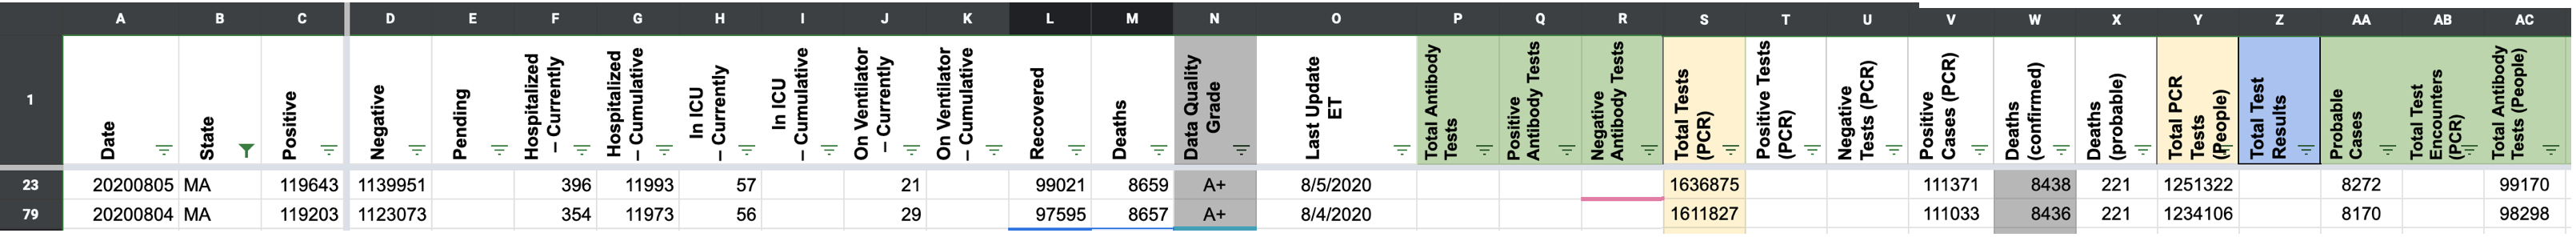 A B C D E F G H I J K L M N O P Q R S T U V W X Y Z AA AB AC
1 Date State Positive Negative Pending Hospitalized – Currently Hospitalized – Cumulative In ICU – Currently In ICU – Cumulative On Ventilator – Currently On Ventilator – Cumulative Recovered Deaths Data Quality Grade Last Update ET Total Antibody Tests Positive Antibody Tests Negative Antibody Tests Total Tests (PCR) Positive Tests (PCR) Negative Tests (PCR) Positive Cases (PCR) Deaths (confirmed) Deaths (probable) Total PCR Tests (People) Total Test Results Probable Cases Total Test Encounters (PCR) Total Antibody Tests (People)
23 20200805 MA 119643 1139951 396 11993 57 21 99021 8659 A+ 8/5/2020 1636875 111371 8438 221 1251322 8272 99170
79 20200804 MA 119203 1123073 354 11973 56 29 97595 8657 A+ 8/4/2020 1611827 111033 8436 221 1234106 8170 98298